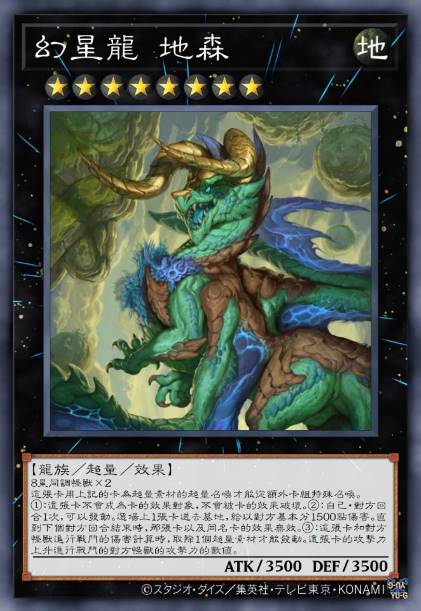 幻星龍 地森
地
【龍族／超量／效果】
8星同調怪獸×2
這張卡用上記的卡為超量素材的超量召喚才能從額外卡組特殊召喚。
①:這張卡不會成為卡的效果對象,不會被卡的效果破壞。②:自己·對方回
合1次,可以發動。選場上1張卡送去墓地,給以對方基本分1500點傷害。直
到下個對方回合結束時,那張卡以及同名卡的效果無效。③:這張卡和對方
怪獸進行戰鬥的傷害計算時,取除1個超量素材才能發動。這張卡的攻擊力
上升進行戰鬥的對方怪獸的攻擊力的數值。
ATK/3500 DEF/3500
©スタジオ·ダイス/集英社·テレビ東京·KONAMI